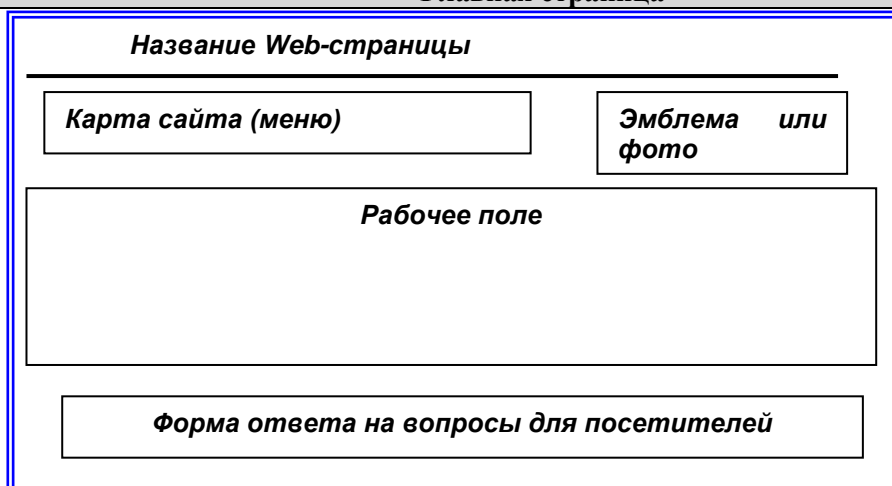 Название Web-страницы
Карта сайта (меню)
Эмблема или
фото
Рабочее поле
Форма ответа на вопросы для посетителей